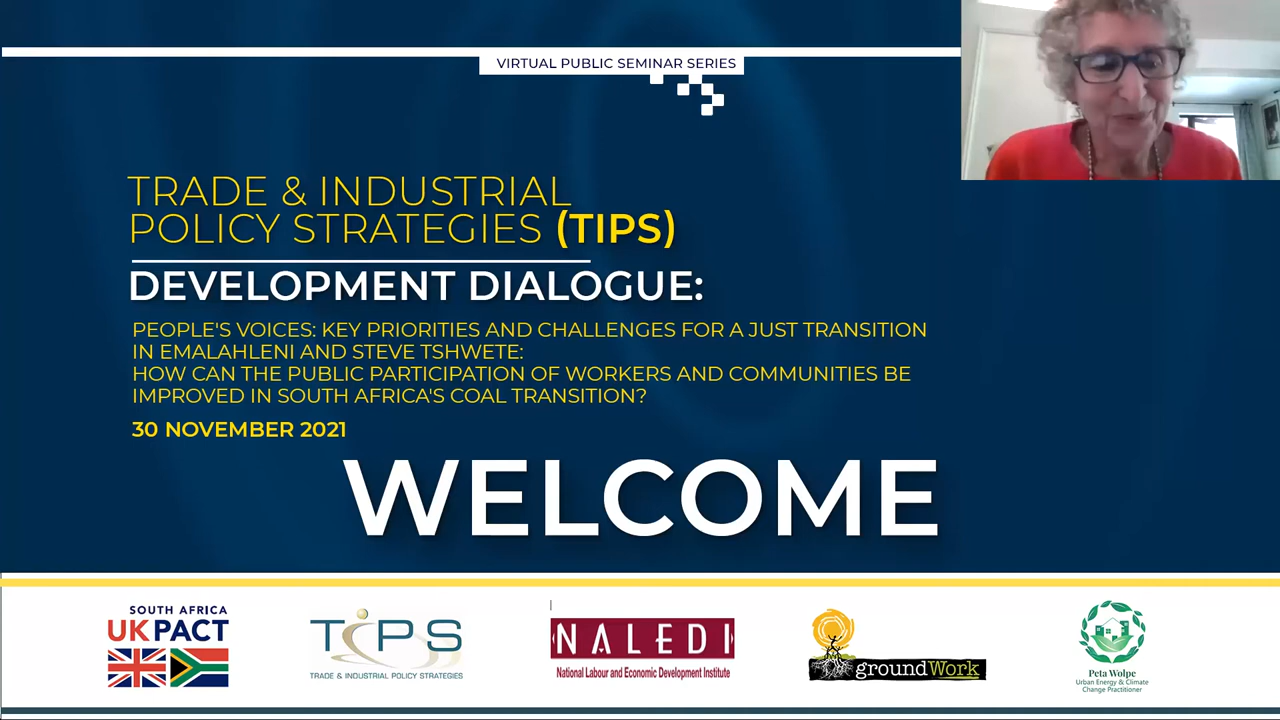 VIRTUAL PUBLIC SEMINAR SERIES
TRADE & INDUSTRIAL
POLICY STRATEGIES (TIPS)
DEVELOPMENT DIALOGUE:
PEOPLE'S VOICES: KEY PRIORITIES AND CHALLENGES FOR A JUST TRANSITION
IN EMALAHLENI AND STEVE TSHWETE:
HOW CAN THE PUBLIC PARTICIPATION OF WORKERS AND COMMUNITIES BE
IMPROVED IN SOUTH AFRICA'S COAL TRANSITION?
30 NOVEMBER 2021
WELCOME
SOUTH AFRICA
UK PACT
TIPS
TRADE & INDUSTRIAL POLICY STRATEGIES
NALEDI
National Labour and Economic Development Institute
groundWork
Peta Wolpe
Urban Energy & Climate
Change Practitioner